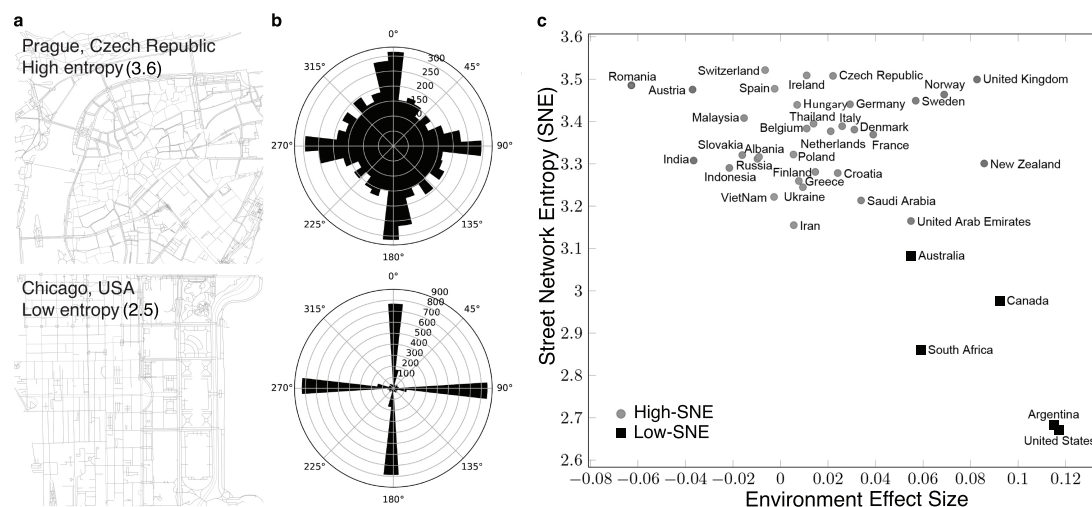 a
Prague, Czech Republic
High entropy (3.6)
Chicago, USA
Low entropy (2.5)
b
0°
45°
90°
135°
180°
225°
270°
315°
300
250
200
150
0°
45°
90°
135°
180°
225°
270°
315°
900
800
700
600
500
400
300
200
100
c
Street Network Entropy (SNE)
3.6
3.5
3.4
3.3
3.2
3.1
3
2.9
2.8
2.7
2.6
Romania
Austria
Switzerland
Spain
Ireland
Czech Republic
Norway
United Kingdom
Sweden
Malaysia
Hungary
Germany
Thailand
Italy
Belgium
Denmark
France
Netherlands
Slovakia
Albania
Poland
India
Russia
Indonesia
Finland
Greece
Croatia
New Zealand
VietNam
Ukraine
Saudi Arabia
Iran
United Arab Emirates
Australia
Canada
South Africa
Argentina
United States
High-SNE
Low-SNE
−0.08
−0.06
−0.04
−0.02
0
0.02
0.04
0.06
0.08
0.1
0.12
Environment Effect Size